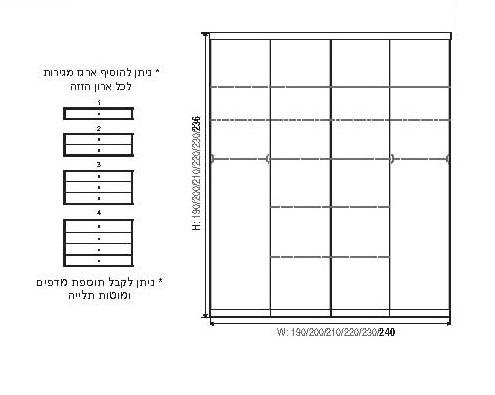 * ניתן להוסיף ארגז מגירות
לכל ארון הזזה
1
2
3
4
* ניתן לקבל תוספת מדפים
ומוטות תלייה
H: 190/200/210/220/230/236
W: 190/200/210/220/230/240